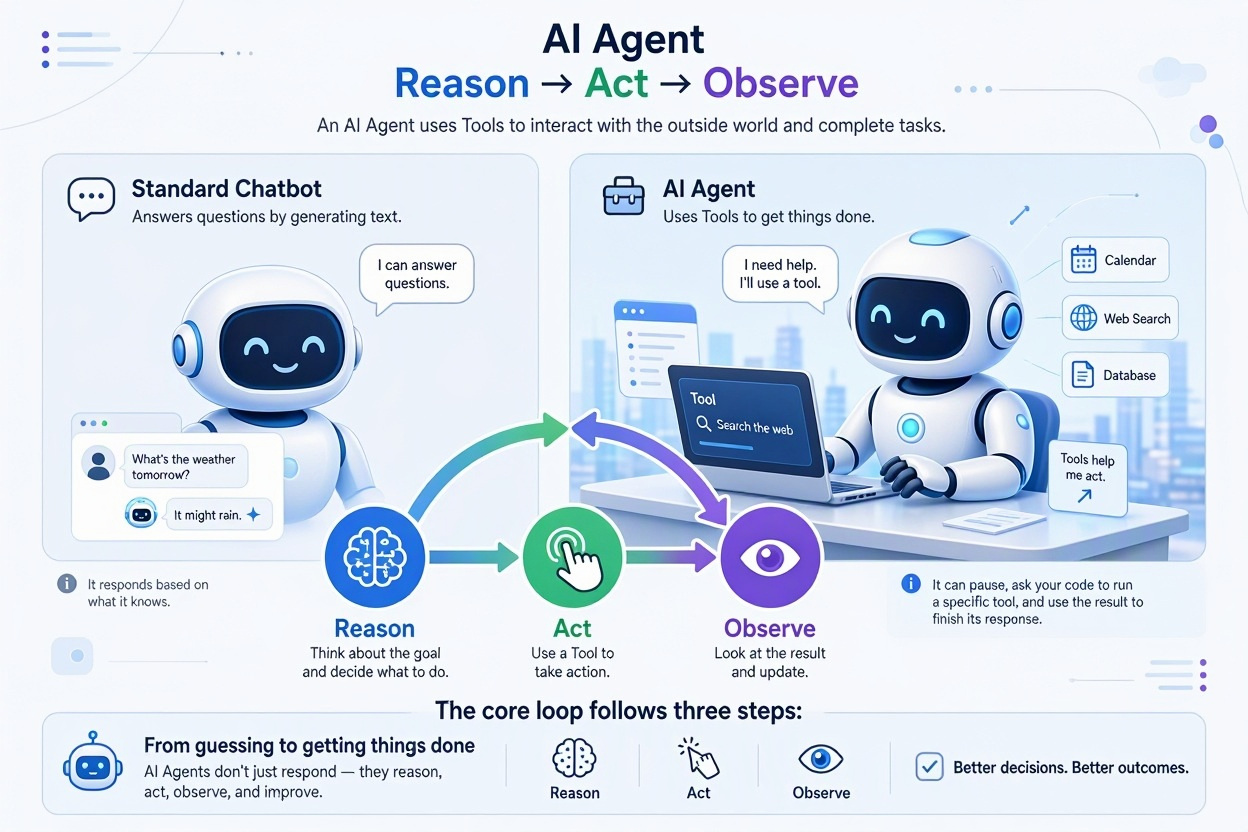 AI Agent
Reason → Act → Observe
An AI Agent uses Tools to interact with the outside world and complete tasks.
Standard Chatbot
Answers questions by generating text.
I can answer
questions.
What's the weather
tomorrow?
It might rain.
It responds based on
what it knows.
AI Agent
Uses Tools to get things done.
I need help.
I'll use a tool.
Calendar
Web Search
Database
Tool
Search the web
Tools help
me act.
It can pause, ask your code to run
a specific tool, and use the result to
finish its response.
Reason
Think about the goal
and decide what to do.
Act
Use a Tool to
take action.
Observe
Look at the result
and update.
The core loop follows three steps:
From guessing to getting things done
AI Agents don't just respond — they reason,
act, observe, and improve.
Reason
Act
Observe
Better decisions. Better outcomes.